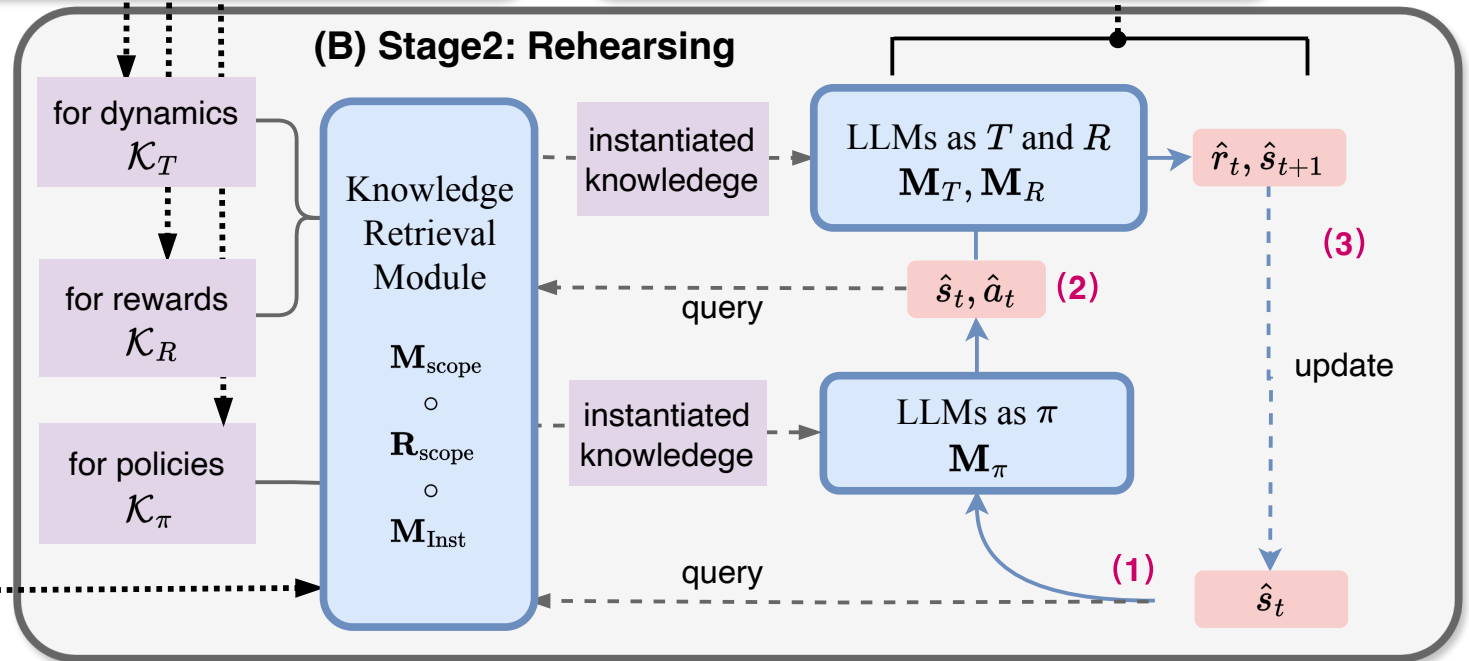 (B) Stage2: Rehearsing
for dynamics
𝒦_T
for rewards
𝒦_R
for policies
𝒦_π
Knowledge
Retrieval
Module
M_scope
∘
R_scope
∘
M_Inst
instantiated
knowledege
LLMs as T and R
M_T, M_R
r̂_t, ŝ_{t+1}
(3)
query
ŝ_t, â_t
(2)
update
instantiated
knowledege
LLMs as π
M_π
query
(1)
ŝ_t